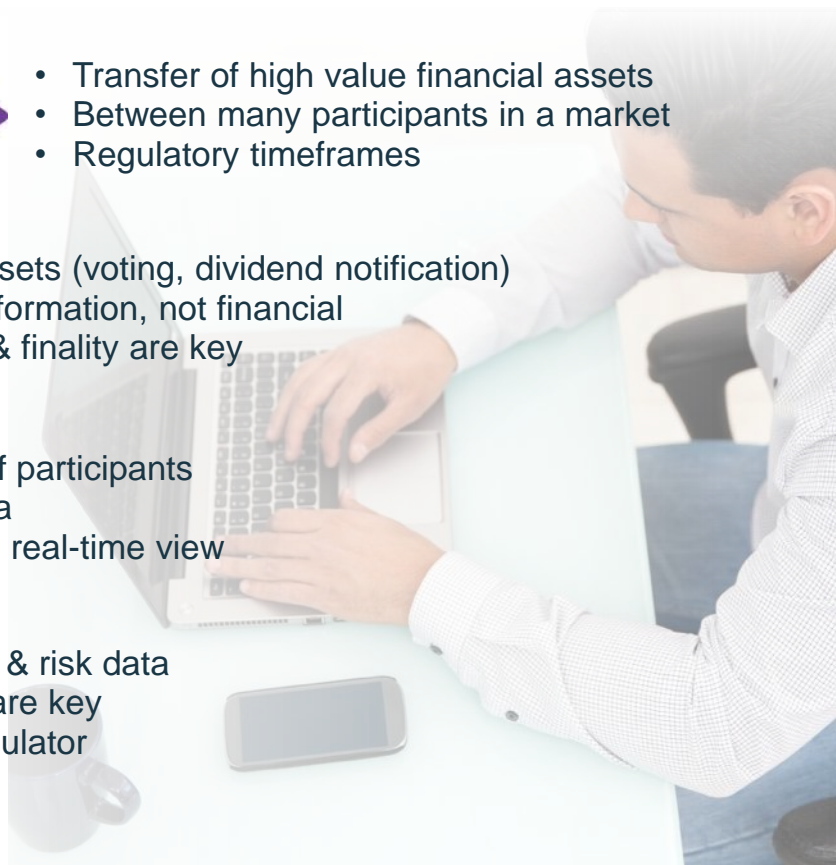 • Transfer of high value financial assets
• Between many participants in a market
• Regulatory timeframes
sets (voting, dividend notification)
formation, not financial
& finality are key
participants
real-time view
& risk data
are key
ulator